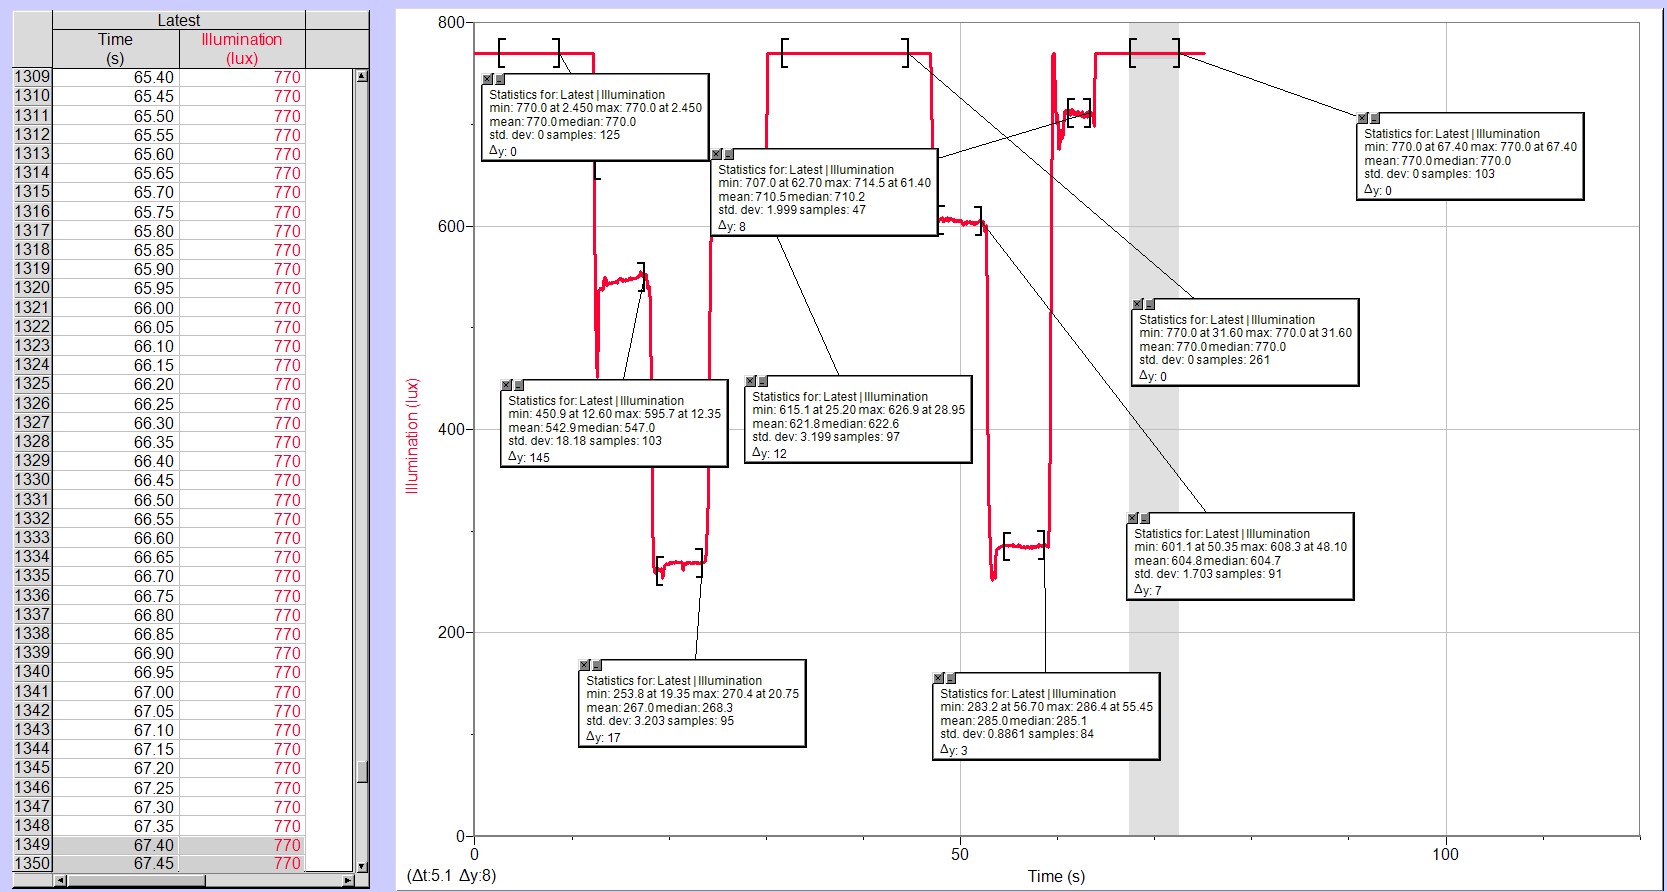 Latest
Time Illumination
(s) (lux)
1309 65.40 770
1310 65.45 770
1311 65.50 770
1312 65.55 770
1313 65.60 770
1314 65.65 770
1315 65.70 770
1316 65.75 770
1317 65.80 770
1318 65.85 770
1319 65.90 770
1320 65.95 770
1321 66.00 770
1322 66.05 770
1323 66.10 770
1324 66.15 770
1325 66.20 770
1326 66.25 770
1327 66.30 770
1328 66.35 770
1329 66.40 770
1330 66.45 770
1331 66.50 770
1332 66.55 770
1333 66.60 770
1334 66.65 770
1335 66.70 770
1336 66.75 770
1337 66.80 770
1338 66.85 770
1339 66.90 770
1340 66.95 770
1341 67.00 770
1342 67.05 770
1343 67.10 770
1344 67.15 770
1345 67.20 770
1346 67.25 770
1347 67.30 770
1348 67.35 770
1349 67.40 770
1350 67.45 770
800
600
400
200
0
Illumination (lux)
0 50 100
Time (s)
(Δt:5.1 Δy:8)
Statistics for: Latest | Illumination
min: 770.0 at 2.450 max: 770.0 at 2.450
mean: 770.0 median: 770.0
std. dev: 0 samples: 125
Δy: 0
Statistics for: Latest | Illumination
min: 707.0 at 62.70 max: 714.5 at 61.40
mean: 710.5 median: 710.2
std. dev: 1.999 samples: 47
Δy: 8
Statistics for: Latest | Illumination
min: 770.0 at 67.40 max: 770.0 at 67.40
mean: 770.0 median: 770.0
std. dev: 0 samples: 103
Δy: 0
Statistics for: Latest | Illumination
min: 770.0 at 31.60 max: 770.0 at 31.60
mean: 770.0 median: 770.0
std. dev: 0 samples: 261
Δy: 0
Statistics for: Latest | Illumination
min: 450.9 at 12.60 max: 595.7 at 12.35
mean: 542.9 median: 547.0
std. dev: 18.18 samples: 103
Δy: 145
Statistics for: Latest | Illumination
min: 615.1 at 25.20 max: 626.9 at 28.95
mean: 621.8 median: 622.6
std. dev: 3.199 samples: 97
Δy: 12
Statistics for: Latest | Illumination
min: 601.1 at 50.35 max: 608.3 at 48.10
mean: 604.8 median: 604.7
std. dev: 1.703 samples: 91
Δy: 7
Statistics for: Latest | Illumination
min: 253.8 at 19.35 max: 270.4 at 20.75
mean: 267.0 median: 268.3
std. dev: 3.203 samples: 95
Δy: 17
Statistics for: Latest | Illumination
min: 283.2 at 56.70 max: 286.4 at 55.45
mean: 285.0 median: 285.1
std. dev: 0.8861 samples: 84
Δy: 3